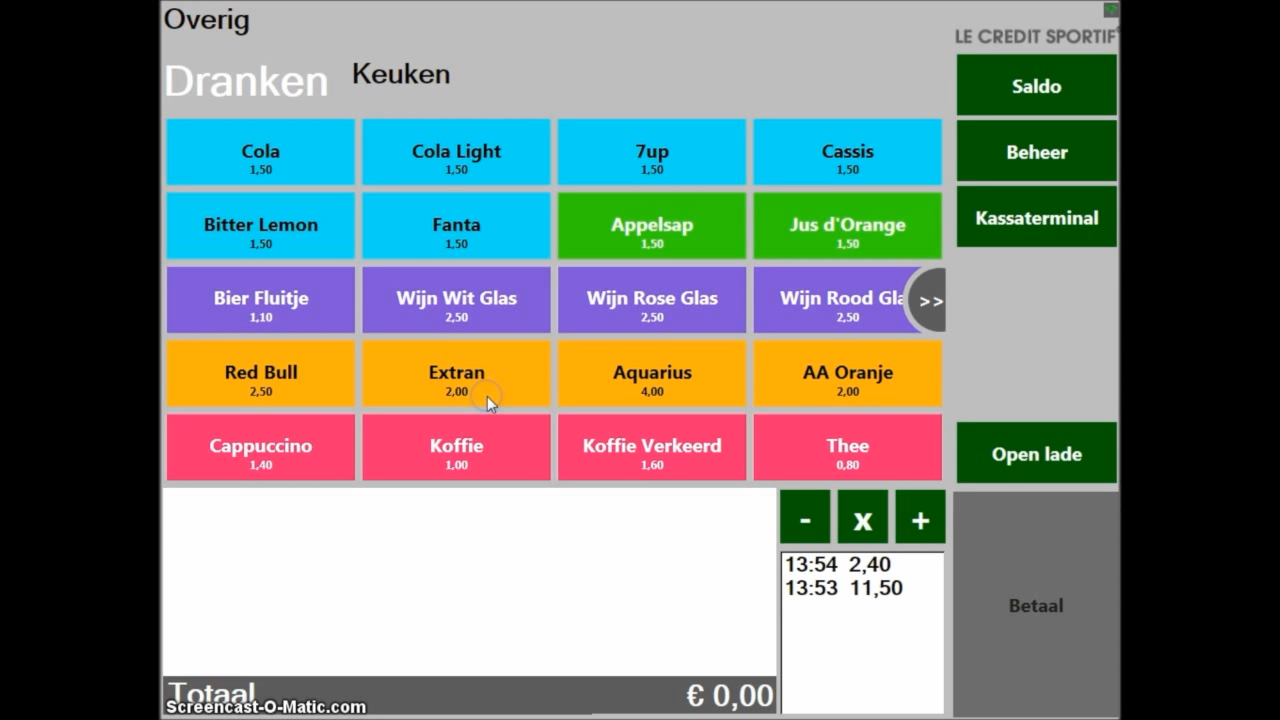 Overig
LE CREDIT SPORTIF
Dranken
Keuken
Saldo
Cola
1,50
Cola Light
1,50
7up
1,50
Cassis
1,50
Beheer
Bitter Lemon
1,50
Fanta
1,50
Appelsap
1,50
Jus d'Orange
1,50
Kassaterminal
Bier Fluitje
1,10
Wijn Wit Glas
2,50
Wijn Rose Glas
2,50
Wijn Rood Gla
2,50
>>
Red Bull
2,50
Extran
2,00
Aquarius
4,00
AA Oranje
2,00
Cappuccino
1,40
Koffie
1,00
Koffie Verkeerd
1,60
Thee
0,80
Open lade
- x +
13:54 2,40
13:53 11,50
Betaal
Totaal € 0,00
Screencast-O-Matic.com